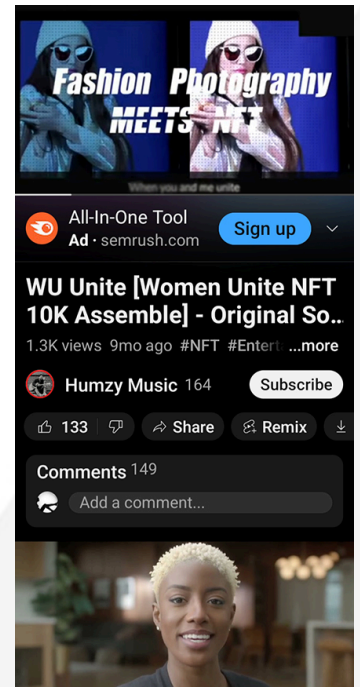 Fashion Photography
MEETS NFT
When you and me unite
All-In-One Tool
Ad · semrush.com
Sign up
WU Unite [Women Unite NFT
10K Assemble] - Original So...
1.3K views 9mo ago #NFT #Entert ...more
Humzy Music 164
Subscribe
133 Share Remix
Comments 149
Add a comment...